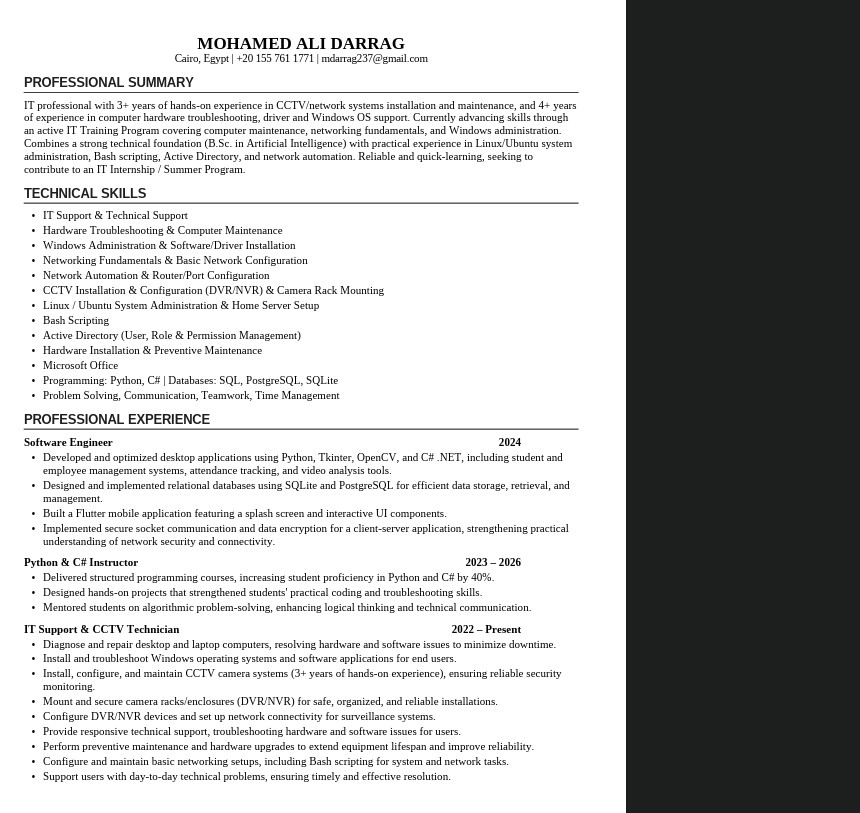 MOHAMED ALI DARRAG
Cairo, Egypt | +20 155 761 1771 | mdarrag237@gmail.com
PROFESSIONAL SUMMARY
IT professional with 3+ years of hands-on experience in CCTV/network systems installation and maintenance, and 4+ years
of experience in computer hardware troubleshooting, driver and Windows OS support. Currently advancing skills through
an active IT Training Program covering computer maintenance, networking fundamentals, and Windows administration.
Combines a strong technical foundation (B.Sc. in Artificial Intelligence) with practical experience in Linux/Ubuntu system
administration, Bash scripting, Active Directory, and network automation. Reliable and quick-learning, seeking to
contribute to an IT Internship / Summer Program.
TECHNICAL SKILLS
• IT Support & Technical Support
• Hardware Troubleshooting & Computer Maintenance
• Windows Administration & Software/Driver Installation
• Networking Fundamentals & Basic Network Configuration
• Network Automation & Router/Port Configuration
• CCTV Installation & Configuration (DVR/NVR) & Camera Rack Mounting
• Linux / Ubuntu System Administration & Home Server Setup
• Bash Scripting
• Active Directory (User, Role & Permission Management)
• Hardware Installation & Preventive Maintenance
• Microsoft Office
• Programming: Python, C# | Databases: SQL, PostgreSQL, SQLite
• Problem Solving, Communication, Teamwork, Time Management
PROFESSIONAL EXPERIENCE
Software Engineer 2024
• Developed and optimized desktop applications using Python, Tkinter, OpenCV, and C# .NET, including student and
employee management systems, attendance tracking, and video analysis tools.
• Designed and implemented relational databases using SQLite and PostgreSQL for efficient data storage, retrieval, and
management.
• Built a Flutter mobile application featuring a splash screen and interactive UI components.
• Implemented secure socket communication and data encryption for a client-server application, strengthening practical
understanding of network security and connectivity.
Python & C# Instructor 2023 – 2026
• Delivered structured programming courses, increasing student proficiency in Python and C# by 40%.
• Designed hands-on projects that strengthened students' practical coding and troubleshooting skills.
• Mentored students on algorithmic problem-solving, enhancing logical thinking and technical communication.
IT Support & CCTV Technician 2022 – Present
• Diagnose and repair desktop and laptop computers, resolving hardware and software issues to minimize downtime.
• Install and troubleshoot Windows operating systems and software applications for end users.
• Install, configure, and maintain CCTV camera systems (3+ years of hands-on experience), ensuring reliable security
monitoring.
• Mount and secure camera racks/enclosures (DVR/NVR) for safe, organized, and reliable installations.
• Configure DVR/NVR devices and set up network connectivity for surveillance systems.
• Provide responsive technical support, troubleshooting hardware and software issues for users.
• Perform preventive maintenance and hardware upgrades to extend equipment lifespan and improve reliability.
• Configure and maintain basic networking setups, including Bash scripting for system and network tasks.
• Support users with day-to-day technical problems, ensuring timely and effective resolution.